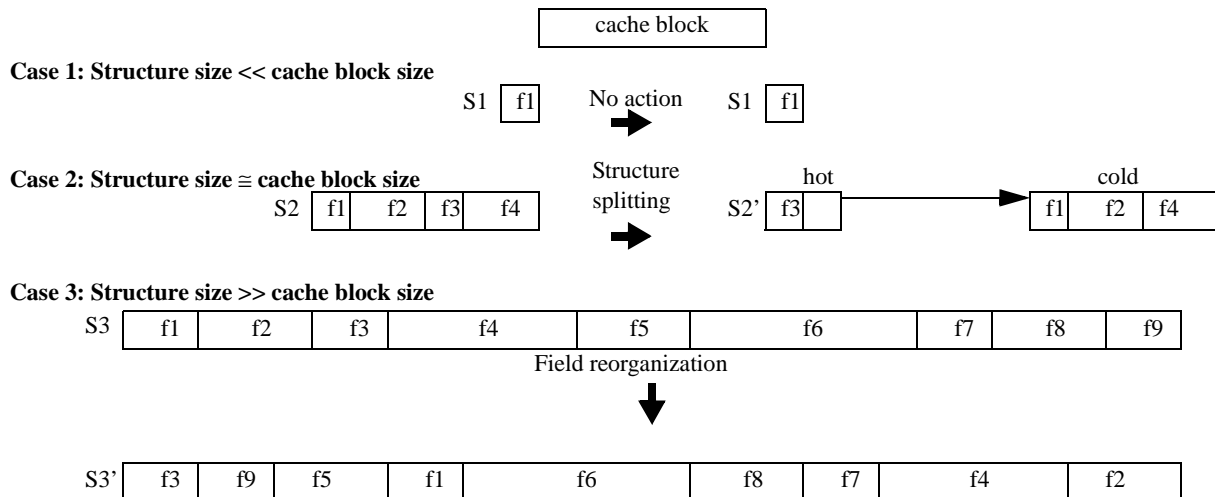 cache block
Case 1: Structure size << cache block size
S1 f1 No action S1 f1
Case 2: Structure size ≅ cache block size
Structure splitting
hot cold
S2 f1 f2 f3 f4 S2' f3 f1 f2 f4
Case 3: Structure size >> cache block size
S3 f1 f2 f3 f4 f5 f6 f7 f8 f9
Field reorganization
S3' f3 f9 f5 f1 f6 f8 f7 f4 f2